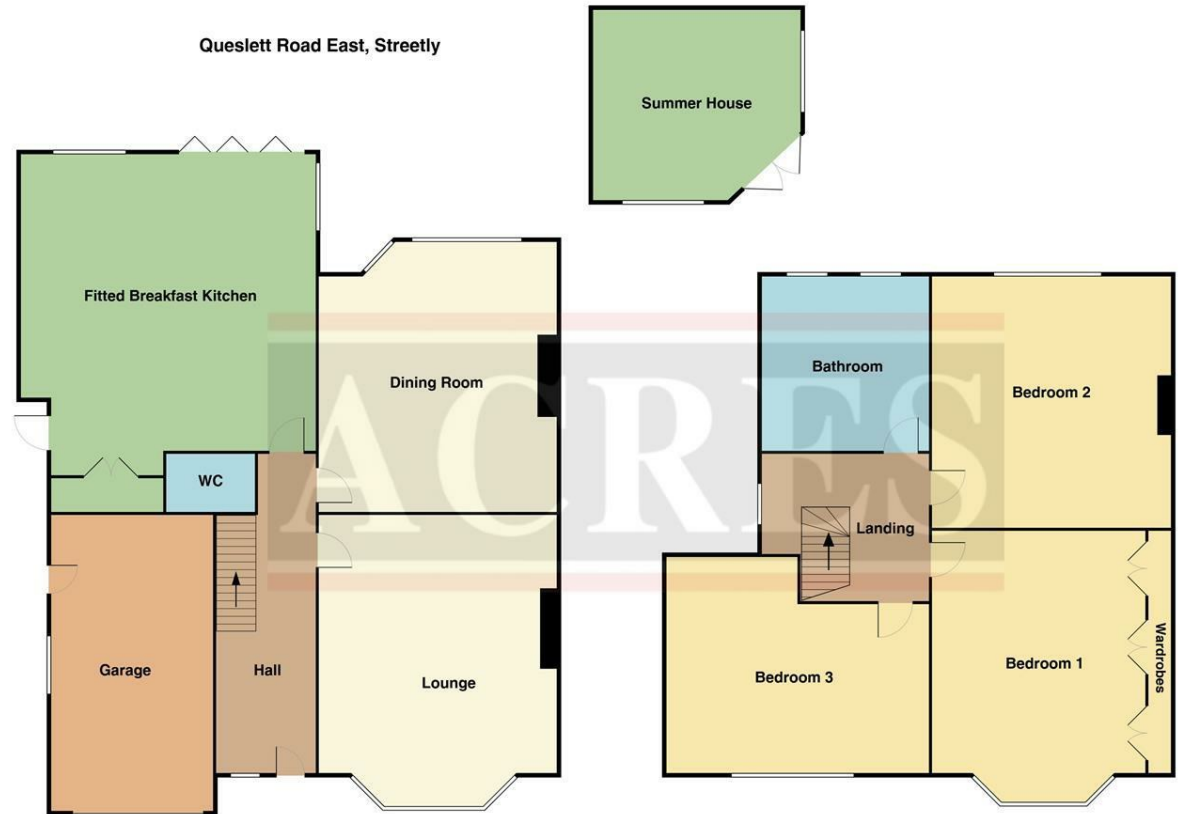 Queslett Road East, Streetly
Summer House
Fitted Breakfast Kitchen
Dining Room
WC
Garage
Hall
Lounge
Bathroom
Bedroom 2
Landing
Bedroom 3
Bedroom 1
Wardrobes
ACRES